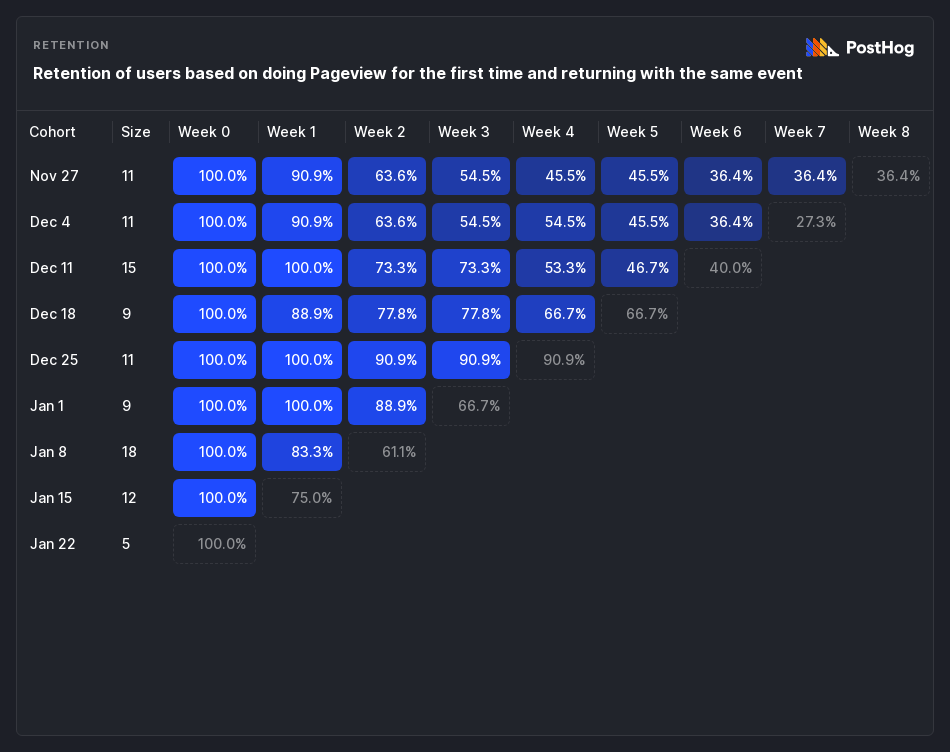 RETENTION
PostHog
Retention of users based on doing Pageview for the first time and returning with the same event
Cohort Size Week 0 Week 1 Week 2 Week 3 Week 4 Week 5 Week 6 Week 7 Week 8
Nov 27 11 100.0% 90.9% 63.6% 54.5% 45.5% 45.5% 36.4% 36.4% 36.4%
Dec 4 11 100.0% 90.9% 63.6% 54.5% 54.5% 45.5% 36.4% 27.3%
Dec 11 15 100.0% 100.0% 73.3% 73.3% 53.3% 46.7% 40.0%
Dec 18 9 100.0% 88.9% 77.8% 77.8% 66.7% 66.7%
Dec 25 11 100.0% 100.0% 90.9% 90.9% 90.9%
Jan 1 9 100.0% 100.0% 88.9% 66.7%
Jan 8 18 100.0% 83.3% 61.1%
Jan 15 12 100.0% 75.0%
Jan 22 5 100.0%